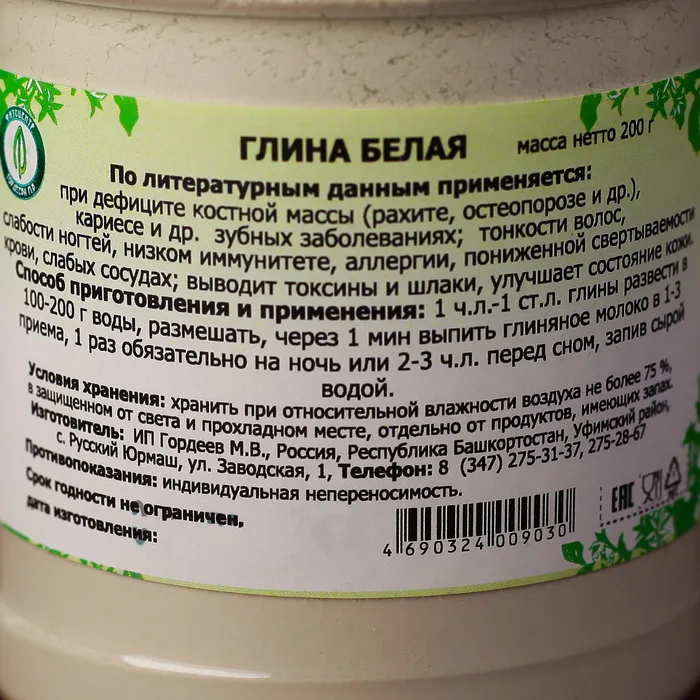 ГЛИНА БЕЛАЯ масса нетто 200 г
По литературным данным применяется:
при дефиците костной массы (рахите, остеопорозе и др.),
кариесе и др. зубных заболеваниях; тонкости волос,
слабости ногтей, низком иммунитете, аллергии, пониженной свертываемости
крови, слабых сосудах; выводит токсины и шлаки, улучшает состояние кожи.
Способ приготовления и применения: 1 ч.л.-1 ст.л. глины развести в
100-200 г воды, размешать, через 1 мин выпить глиняное молоко в 1-3
приема, 1 раз обязательно на ночь или 2-3 ч.л. перед сном, запив сырой
водой.
Условия хранения: хранить при относительной влажности воздуха не более 75 %,
в защищенном от света и прохладном месте, отдельно от продуктов, имеющих запах.
Изготовитель: ИП Гордеев М.В., Россия, Республика Башкортостан, Уфимский район,
с. Русский Юрмаш, ул. Заводская, 1, Телефон: 8 (347) 275-31-37, 275-28-67
Противопоказания: индивидуальная непереносимость.
Срок годности не ограничен,
дата изготовления:
4 690324 009030
EAC